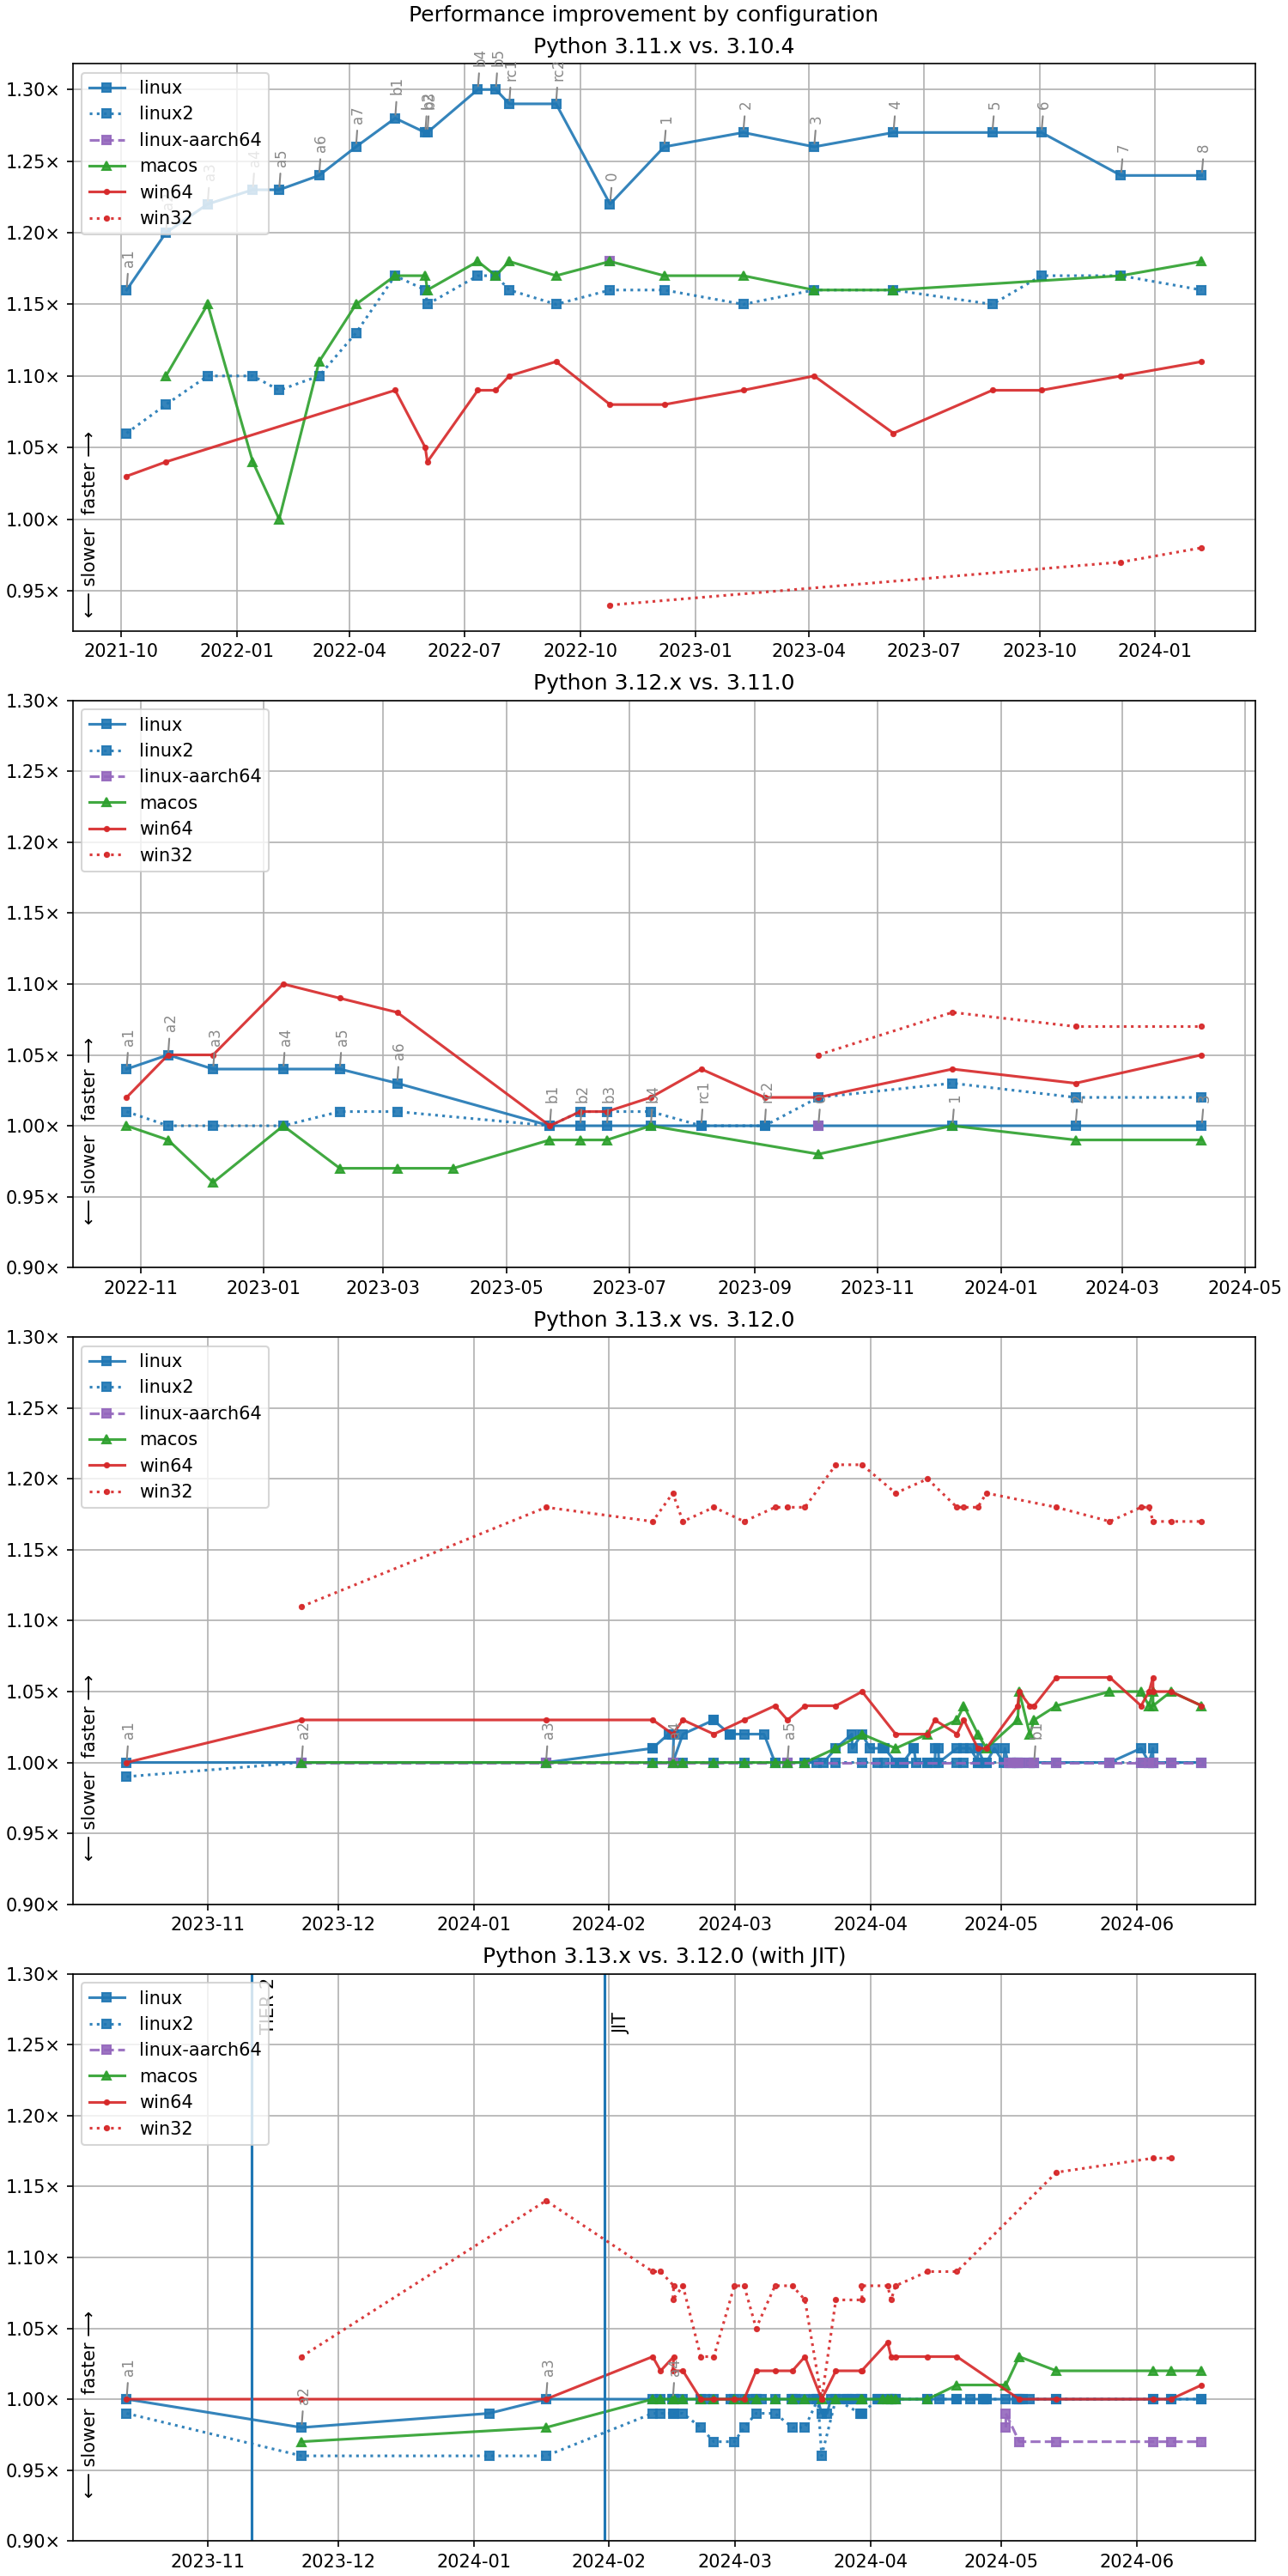 Performance improvement by configuration
Python 3.11.x vs. 3.10.4
1.30×
1.25×
1.20×
1.15×
1.10×
1.05×
1.00×
0.95×
⟵ slower faster ⟶
linux
linux2
linux-aarch64
macos
win64
win32
a1
a3
a4
a5
a6
a7
b1
b4
b5
rc1
rc2
0
1
2
3
4
5
6
7
8
2021-10 2022-01 2022-04 2022-07 2022-10 2023-01 2023-04 2023-07 2023-10 2024-01
Python 3.12.x vs. 3.11.0
1.30×
1.25×
1.20×
1.15×
1.10×
1.05×
1.00×
0.95×
0.90×
⟵ slower faster ⟶
linux
linux2
linux-aarch64
macos
win64
win32
a1
a2
a3
a4
a5
a6
b1
b2
b3
b4
rc1
rc2
1
2022-11 2023-01 2023-03 2023-05 2023-07 2023-09 2023-11 2024-01 2024-03 2024-05
Python 3.13.x vs. 3.12.0
1.30×
1.25×
1.20×
1.15×
1.10×
1.05×
1.00×
0.95×
0.90×
⟵ slower faster ⟶
linux
linux2
linux-aarch64
macos
win64
win32
a1
a2
a3
a4
a5
b1
2023-11 2023-12 2024-01 2024-02 2024-03 2024-04 2024-05 2024-06
Python 3.13.x vs. 3.12.0 (with JIT)
1.30×
1.25×
1.20×
1.15×
1.10×
1.05×
1.00×
0.95×
0.90×
⟵ slower faster ⟶
linux
linux2
linux-aarch64
macos
win64
win32
TIER 2
JIT
a1
a2
a3
a4
2023-11 2023-12 2024-01 2024-02 2024-03 2024-04 2024-05 2024-06